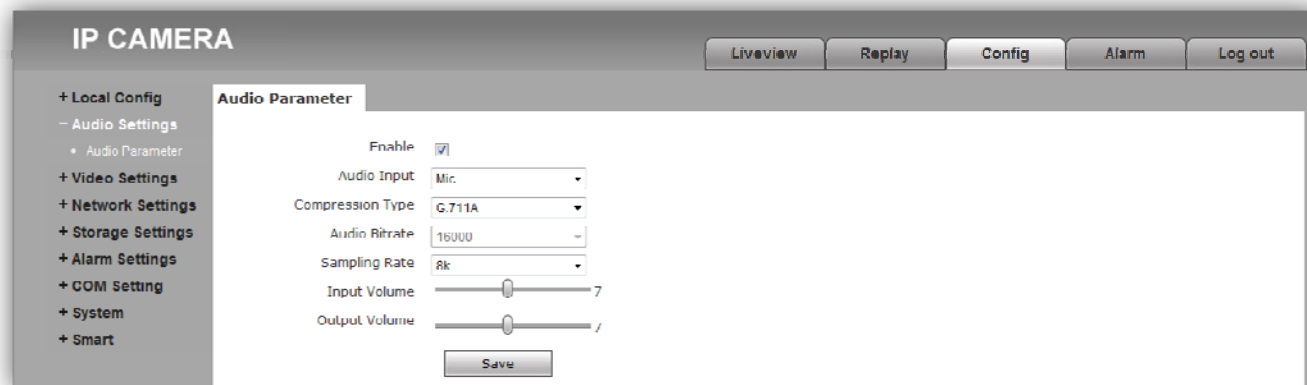 IP CAMERA
Liveview Replay Config Alarm Log out
+ Local Config
Audio Parameter
− Audio Settings
• Audio Parameter
+ Video Settings
+ Network Settings
+ Storage Settings
+ Alarm Settings
+ COM Setting
+ System
+ Smart
Enable
Audio Input Mic
Compression Type G.711A
Audio Bitrate 16000
Sampling Rate 8k
Input Volume 7
Output Volume 7
Save